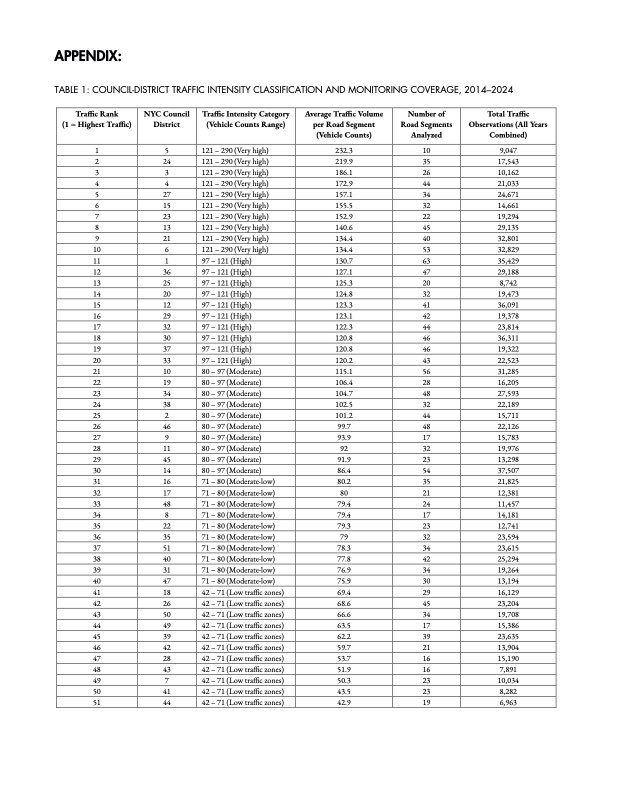 APPENDIX:
TABLE 1: COUNCIL-DISTRICT TRAFFIC INTENSITY CLASSIFICATION AND MONITORING COVERAGE, 2014–2024
Traffic Rank (1 = Highest Traffic) NYC Council District Traffic Intensity Category (Vehicle Counts Range) Average Traffic Volume per Road Segment (Vehicle Counts) Number of Road Segments Analyzed Total Traffic Observations (All Years Combined)
1 5 121 – 290 (Very high) 232.3 10 9,047
2 24 121 – 290 (Very high) 219.9 35 17,543
3 3 121 – 290 (Very high) 186.1 26 10,162
4 4 121 – 290 (Very high) 172.9 44 21,033
5 27 121 – 290 (Very high) 157.1 34 24,671
6 15 121 – 290 (Very high) 155.5 32 14,661
7 23 121 – 290 (Very high) 152.9 22 19,294
8 13 121 – 290 (Very high) 140.6 45 29,135
9 21 121 – 290 (Very high) 134.4 40 32,801
10 6 121 – 290 (Very high) 134.4 53 32,829
11 1 97 – 121 (High) 130.7 63 35,429
12 36 97 – 121 (High) 127.1 47 29,188
13 25 97 – 121 (High) 125.3 20 8,742
14 20 97 – 121 (High) 124.8 32 19,473
15 12 97 – 121 (High) 123.3 41 36,091
16 29 97 – 121 (High) 123.1 42 19,378
17 32 97 – 121 (High) 122.3 44 23,814
18 30 97 – 121 (High) 120.8 46 36,311
19 37 97 – 121 (High) 120.8 46 19,322
20 33 97 – 121 (High) 120.2 43 22,523
21 10 80 – 97 (Moderate) 115.1 56 31,285
22 19 80 – 97 (Moderate) 106.4 28 16,205
23 34 80 – 97 (Moderate) 104.7 48 27,593
24 38 80 – 97 (Moderate) 102.5 32 22,189
25 2 80 – 97 (Moderate) 101.2 44 15,711
26 46 80 – 97 (Moderate) 99.7 48 22,126
27 9 80 – 97 (Moderate) 93.9 17 15,783
28 11 80 – 97 (Moderate) 92 32 19,976
29 45 80 – 97 (Moderate) 91.9 23 13,298
30 14 80 – 97 (Moderate) 86.4 54 37,507
31 16 71 – 80 (Moderate-low) 80.2 35 21,825
32 17 71 – 80 (Moderate-low) 80 21 12,381
33 48 71 – 80 (Moderate-low) 79.4 24 11,457
34 8 71 – 80 (Moderate-low) 79.4 17 14,181
35 22 71 – 80 (Moderate-low) 79.3 23 12,741
36 35 71 – 80 (Moderate-low) 79 32 23,594
37 51 71 – 80 (Moderate-low) 78.3 34 23,615
38 40 71 – 80 (Moderate-low) 77.8 42 25,294
39 31 71 – 80 (Moderate-low) 76.9 34 19,264
40 47 71 – 80 (Moderate-low) 75.9 30 13,194
41 18 42 – 71 (Low traffic zones) 69.4 29 16,129
42 26 42 – 71 (Low traffic zones) 68.6 45 23,204
43 50 42 – 71 (Low traffic zones) 66.6 34 19,708
44 49 42 – 71 (Low traffic zones) 63.5 17 15,386
45 39 42 – 71 (Low traffic zones) 62.2 39 23,635
46 42 42 – 71 (Low traffic zones) 59.7 21 13,904
47 28 42 – 71 (Low traffic zones) 53.7 16 15,190
48 43 42 – 71 (Low traffic zones) 51.9 16 7,891
49 7 42 – 71 (Low traffic zones) 50.3 23 10,034
50 41 42 – 71 (Low traffic zones) 43.5 23 8,282
51 44 42 – 71 (Low traffic zones) 42.9 19 6,963